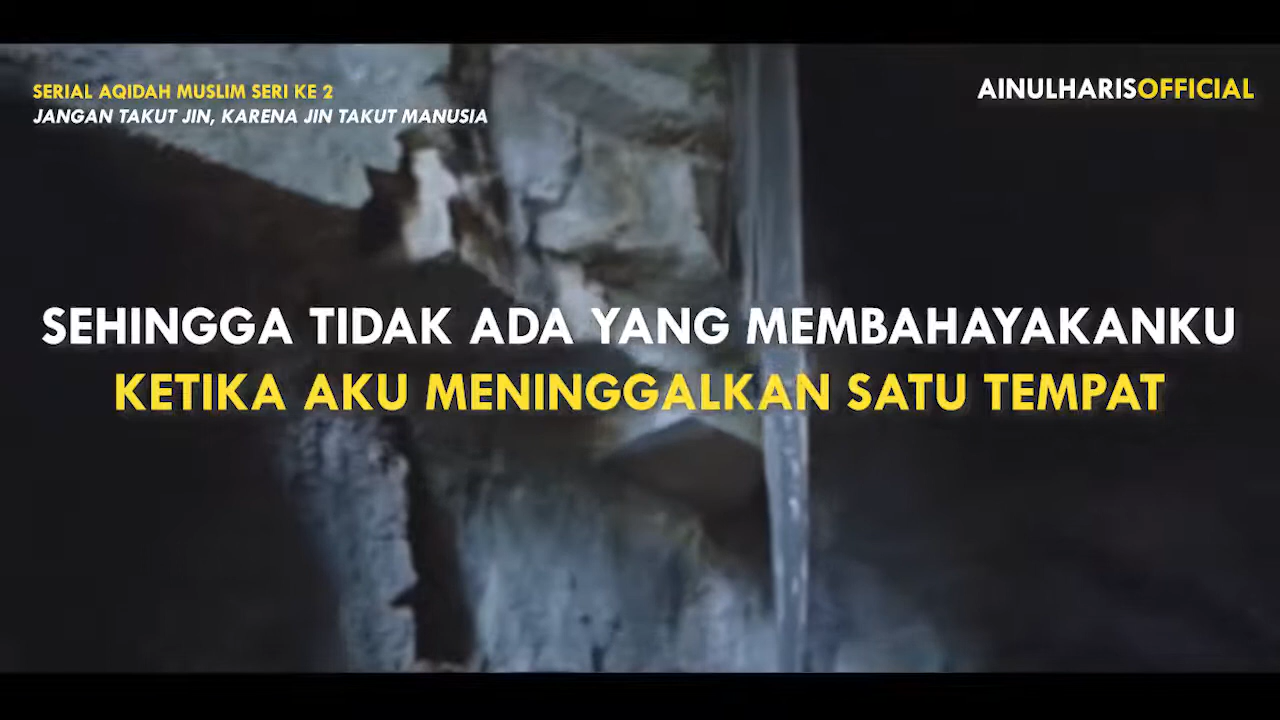 SERIAL AQIDAH MUSLIM SERI KE 2
JANGAN TAKUT JIN, KARENA JIN TAKUT MANUSIA
AINULHARISOFFICIAL
SEHINGGA TIDAK ADA YANG MEMBAHAYAKANKU
KETIKA AKU MENINGGALKAN SATU TEMPAT